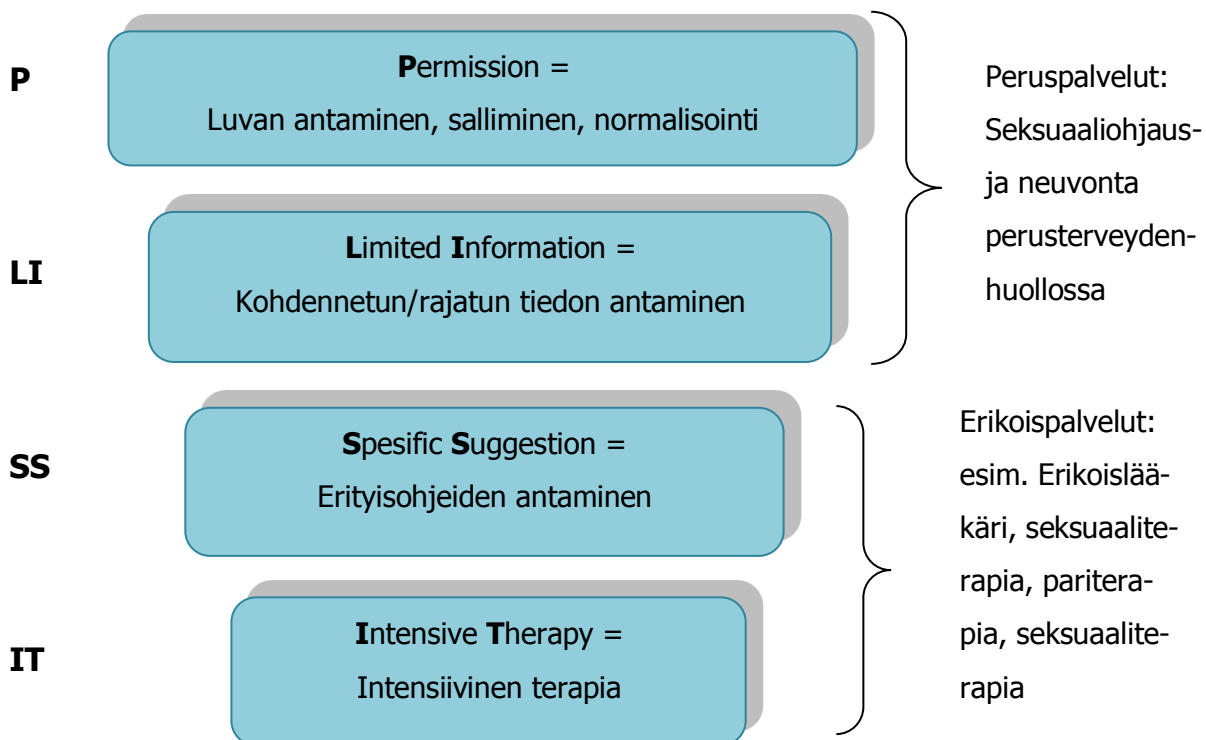 P
Permission =
Luvan antaminen, salliminen, normalisointi
LI
Limited Information =
Kohdennetun/rajatun tiedon antaminen
Peruspalvelut:
Seksuaaliohjaus-
ja neuvonta
perusterveyden-
huollossa
SS
Spesific Suggestion =
Erityisohjeiden antaminen
IT
Intensive Therapy =
Intensiivinen terapia
Erikoispalvelut:
esim. Erikoislää-
käri, seksuaalite-
rapia, paritera-
pia, seksuaalite-
rapia